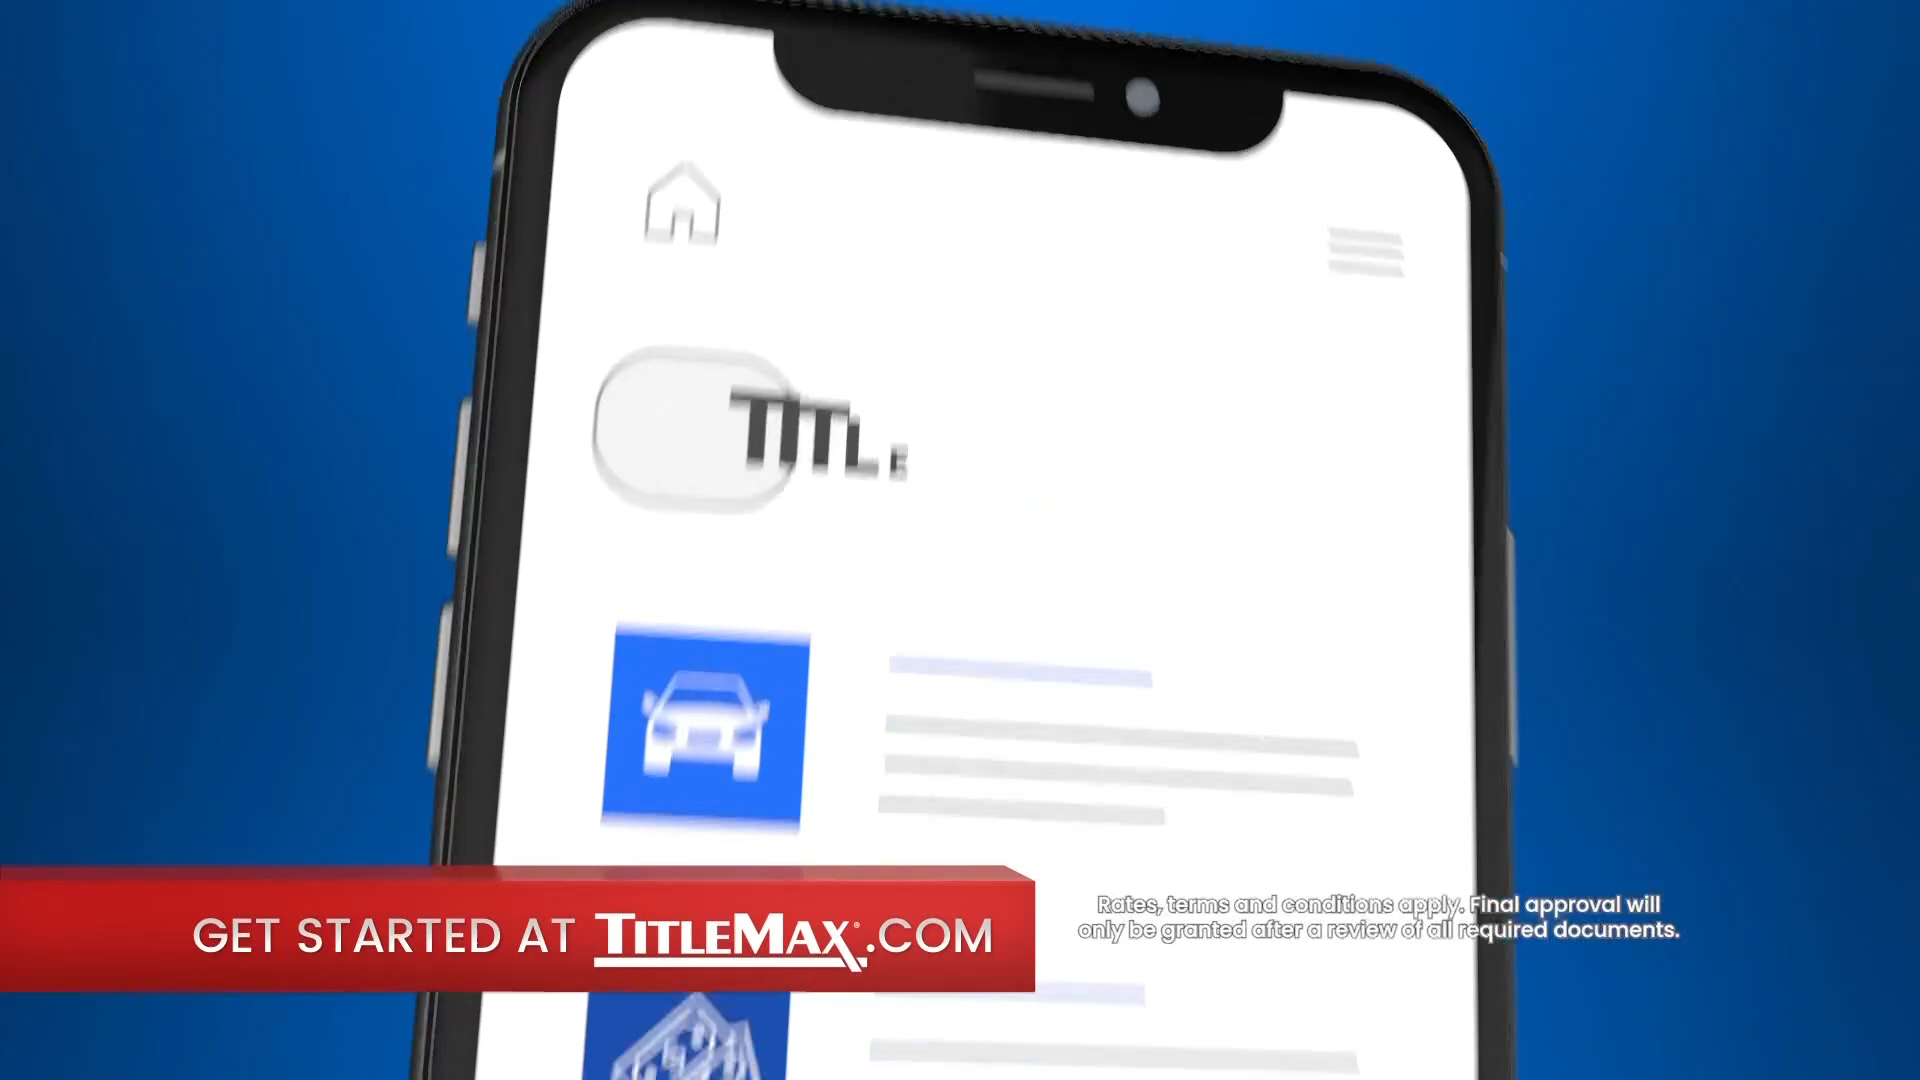 TITLE
GET STARTED AT TITLEMAX®.COM
Rates, terms and conditions apply. Final approval will
only be granted after a review of all required documents.